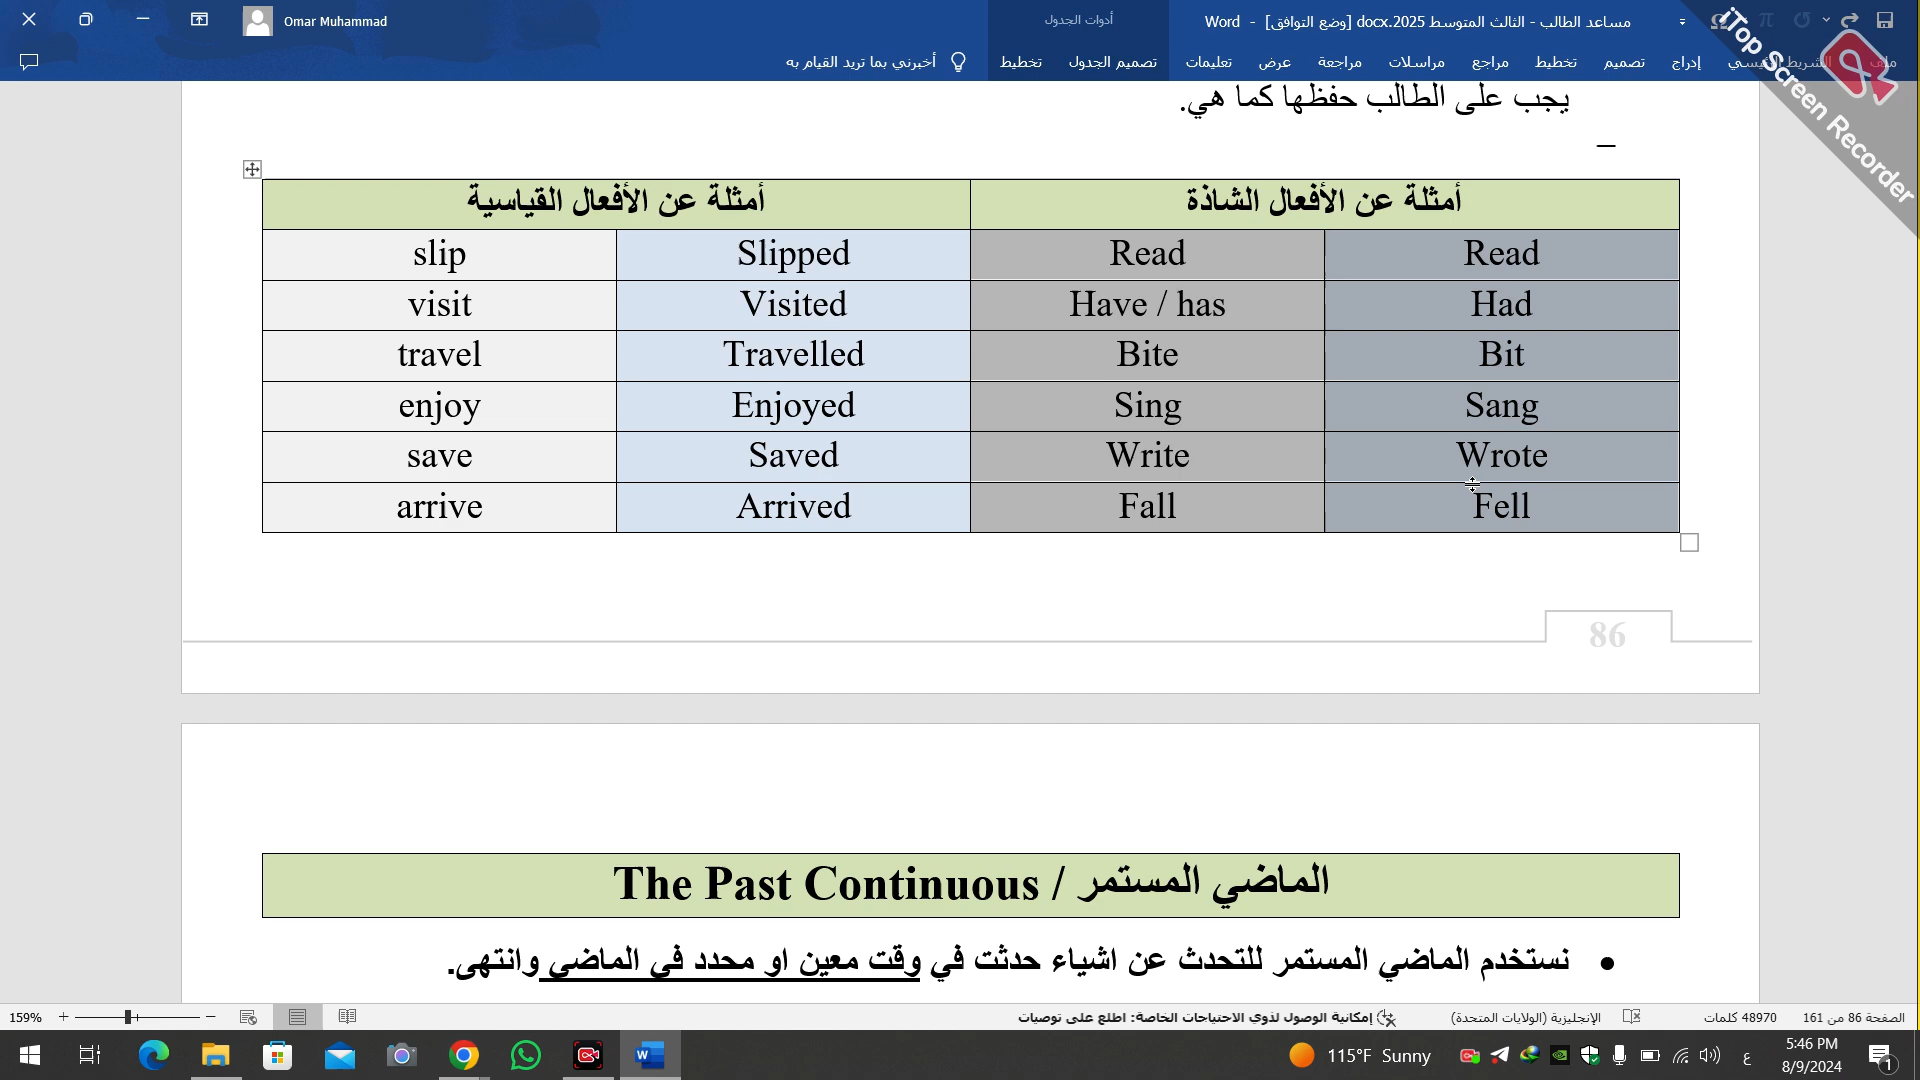 Omar Muhammad
أدوات الجدول
مساعد الطالب - الثالث المتوسط 2025.docx [وضع التوافق] - Word
ملف الشريط الرئيسي إدراج تصميم تخطيط مراجع مراسلات مراجعة عرض تعليمات تصميم الجدول تخطيط أخبرني بما تريد القيام به
iTop Screen Recorder
يجب على الطالب حفظها كما هي.
أمثلة عن الأفعال القياسية أمثلة عن الأفعال الشاذة
slip Slipped Read Read
visit Visited Have / has Had
travel Travelled Bite Bit
enjoy Enjoyed Sing Sang
save Saved Write Wrote
arrive Arrived Fall Fell
86
The Past Continuous / الماضي المستمر
• نستخدم الماضي المستمر للتحدث عن اشياء حدثت في وقت معين او محدد في الماضي وانتهى.
الصفحة 86 من 161 48970 كلمات الإنجليزية (الولايات المتحدة) إمكانية الوصول لذوي الاحتياجات الخاصة: اطلع على توصيات 159%
115°F Sunny
ع
5:46 PM
8/9/2024
1